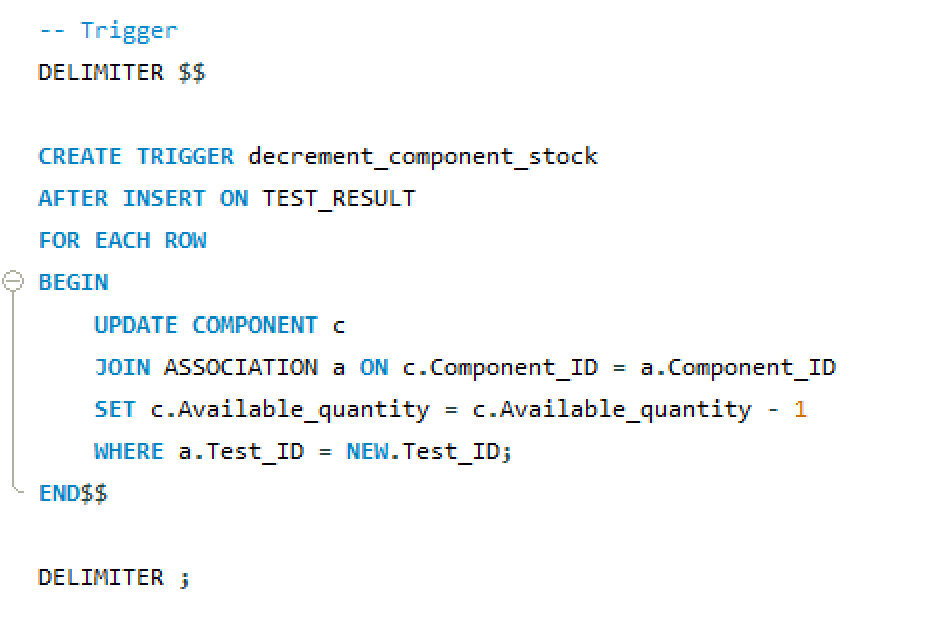 -- Trigger
DELIMITER $$
CREATE TRIGGER decrement_component_stock
AFTER INSERT ON TEST_RESULT
FOR EACH ROW
BEGIN
UPDATE COMPONENT c
JOIN ASSOCIATION a ON c.Component_ID = a.Component_ID
SET c.Available_quantity = c.Available_quantity - 1
WHERE a.Test_ID = NEW.Test_ID;
END$$
DELIMITER ;